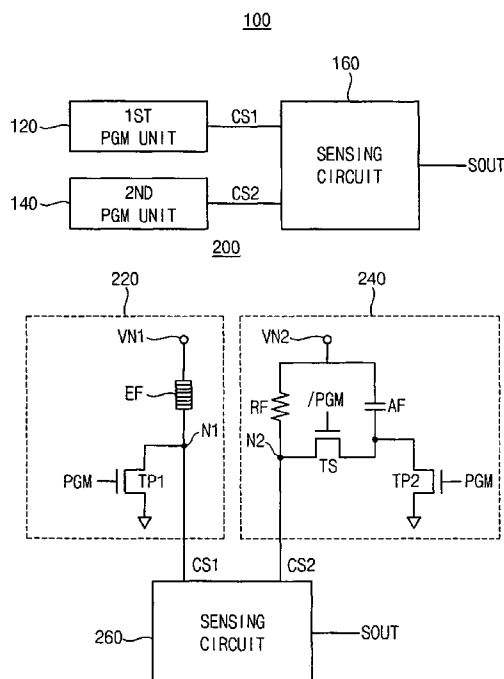 100
160
120
1ST
PGM UNIT
CS1
SENSING
CIRCUIT
SOUT
140
2ND
PGM UNIT
CS2
200
220
240
VN1
VN2
EF
RF
/PGM
AF
N1
N2
TS
PGM
TP1
TP2
PGM
CS1
CS2
260
SENSING
CIRCUIT
SOUT